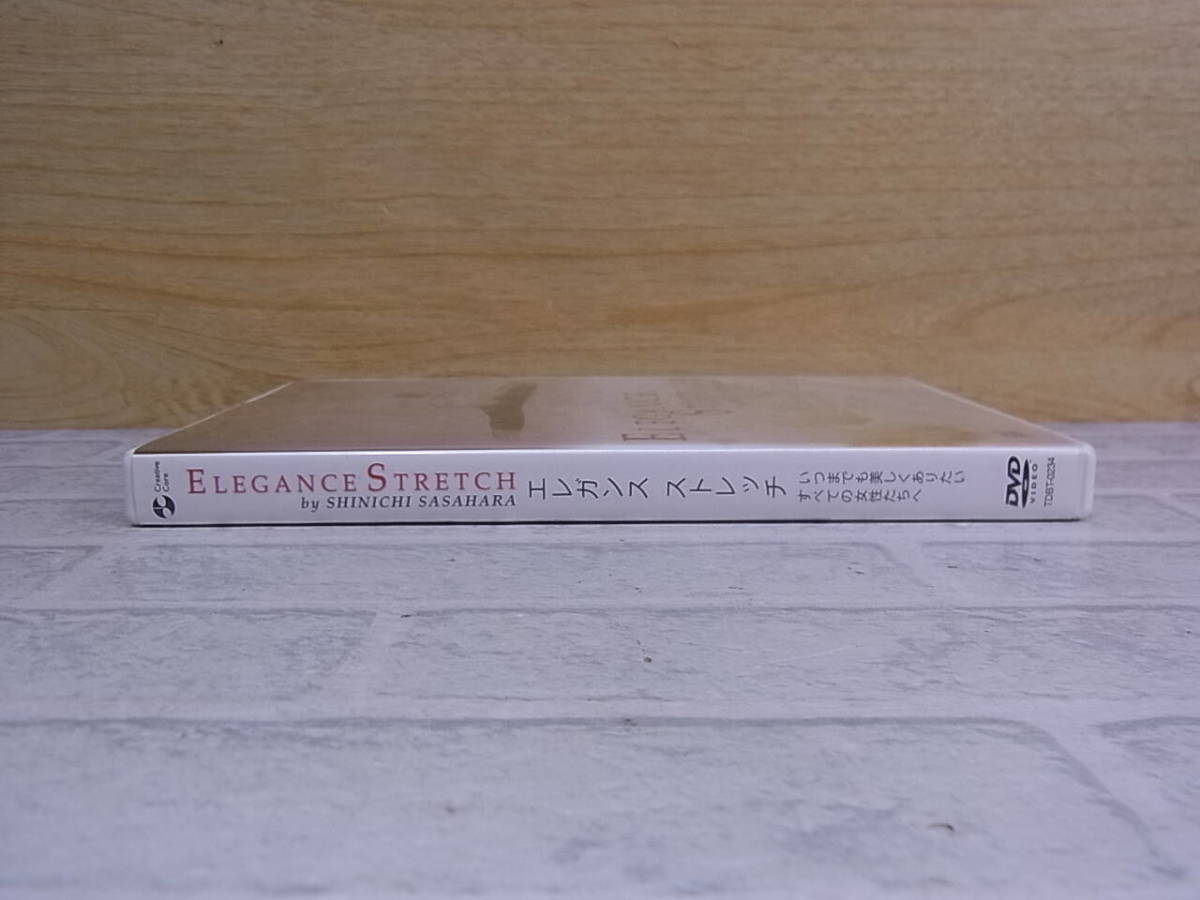 Creative
Core
ELEGANCE STRETCH
by SHINICHI SASAHARA
エレガンス ストレッチ
いつまでも美しくありたい
すべての女性たちへ
DVD
VIDEO
TDBT-0234